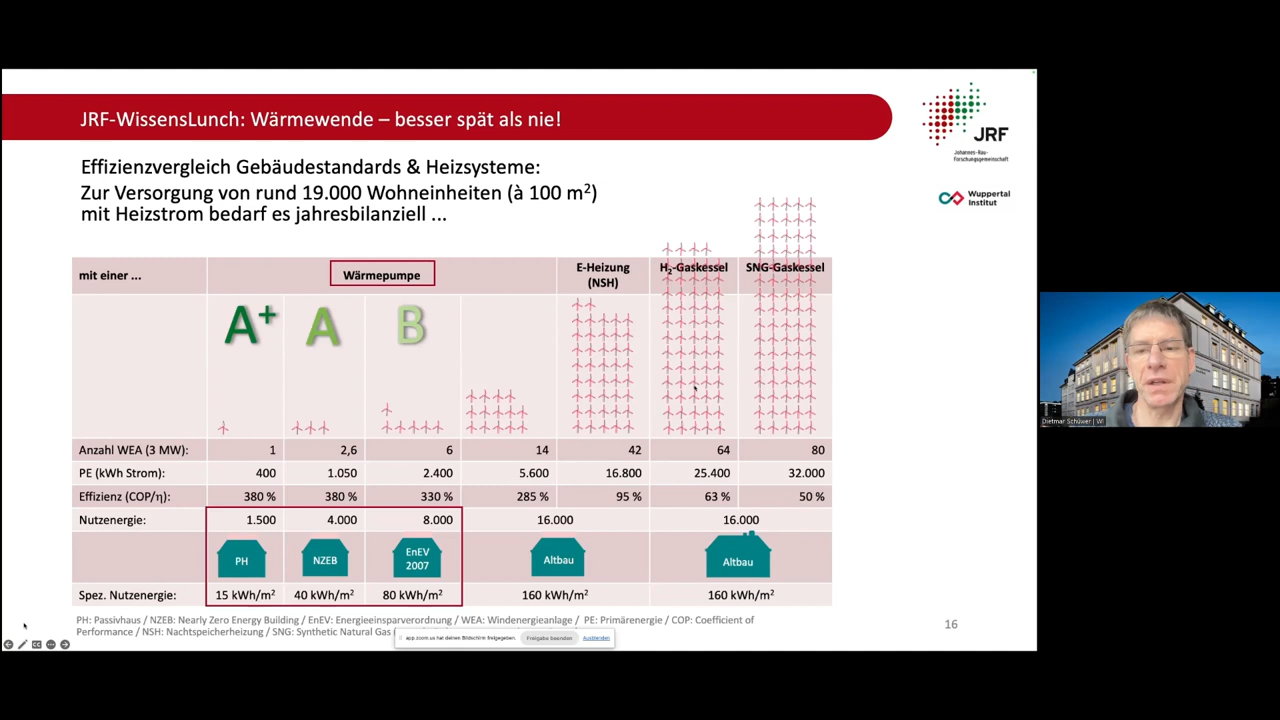 JRF-WissensLunch: Wärmewende – besser spät als nie!
JRF
Johannes-Rau-
Forschungsgemeinschaft
Wuppertal
Institut
Effizienzvergleich Gebäudestandards & Heizsysteme:
Zur Versorgung von rund 19.000 Wohneinheiten (à 100 m²)
mit Heizstrom bedarf es jahresbilanziell ...
mit einer ... Wärmepumpe E-Heizung (NSH) H₂-Gaskessel SNG-Gaskessel
A+ A B
Anzahl WEA (3 MW): 1 2,6 6 14 42 64 80
PE (kWh Strom): 400 1.050 2.400 5.600 16.800 25.400 32.000
Effizienz (COP/η): 380 % 380 % 330 % 285 % 95 % 63 % 50 %
Nutzenergie: 1.500 4.000 8.000 16.000 16.000
PH NZEB EnEV 2007 Altbau Altbau
Spez. Nutzenergie: 15 kWh/m² 40 kWh/m² 80 kWh/m² 160 kWh/m² 160 kWh/m²
PH: Passivhaus / NZEB: Nearly Zero Energy Building / EnEV: Energieeinsparverordnung / WEA: Windenergieanlage / PE: Primärenergie / COP: Coefficient of
Performance / NSH: Nachtspeicherheizung / SNG: Synthetic Natural Gas
16
app.zoom.us hat deinen Bildschirm freigegeben. Freigabe beenden Ausblenden
Dietmar Schüwer | WI